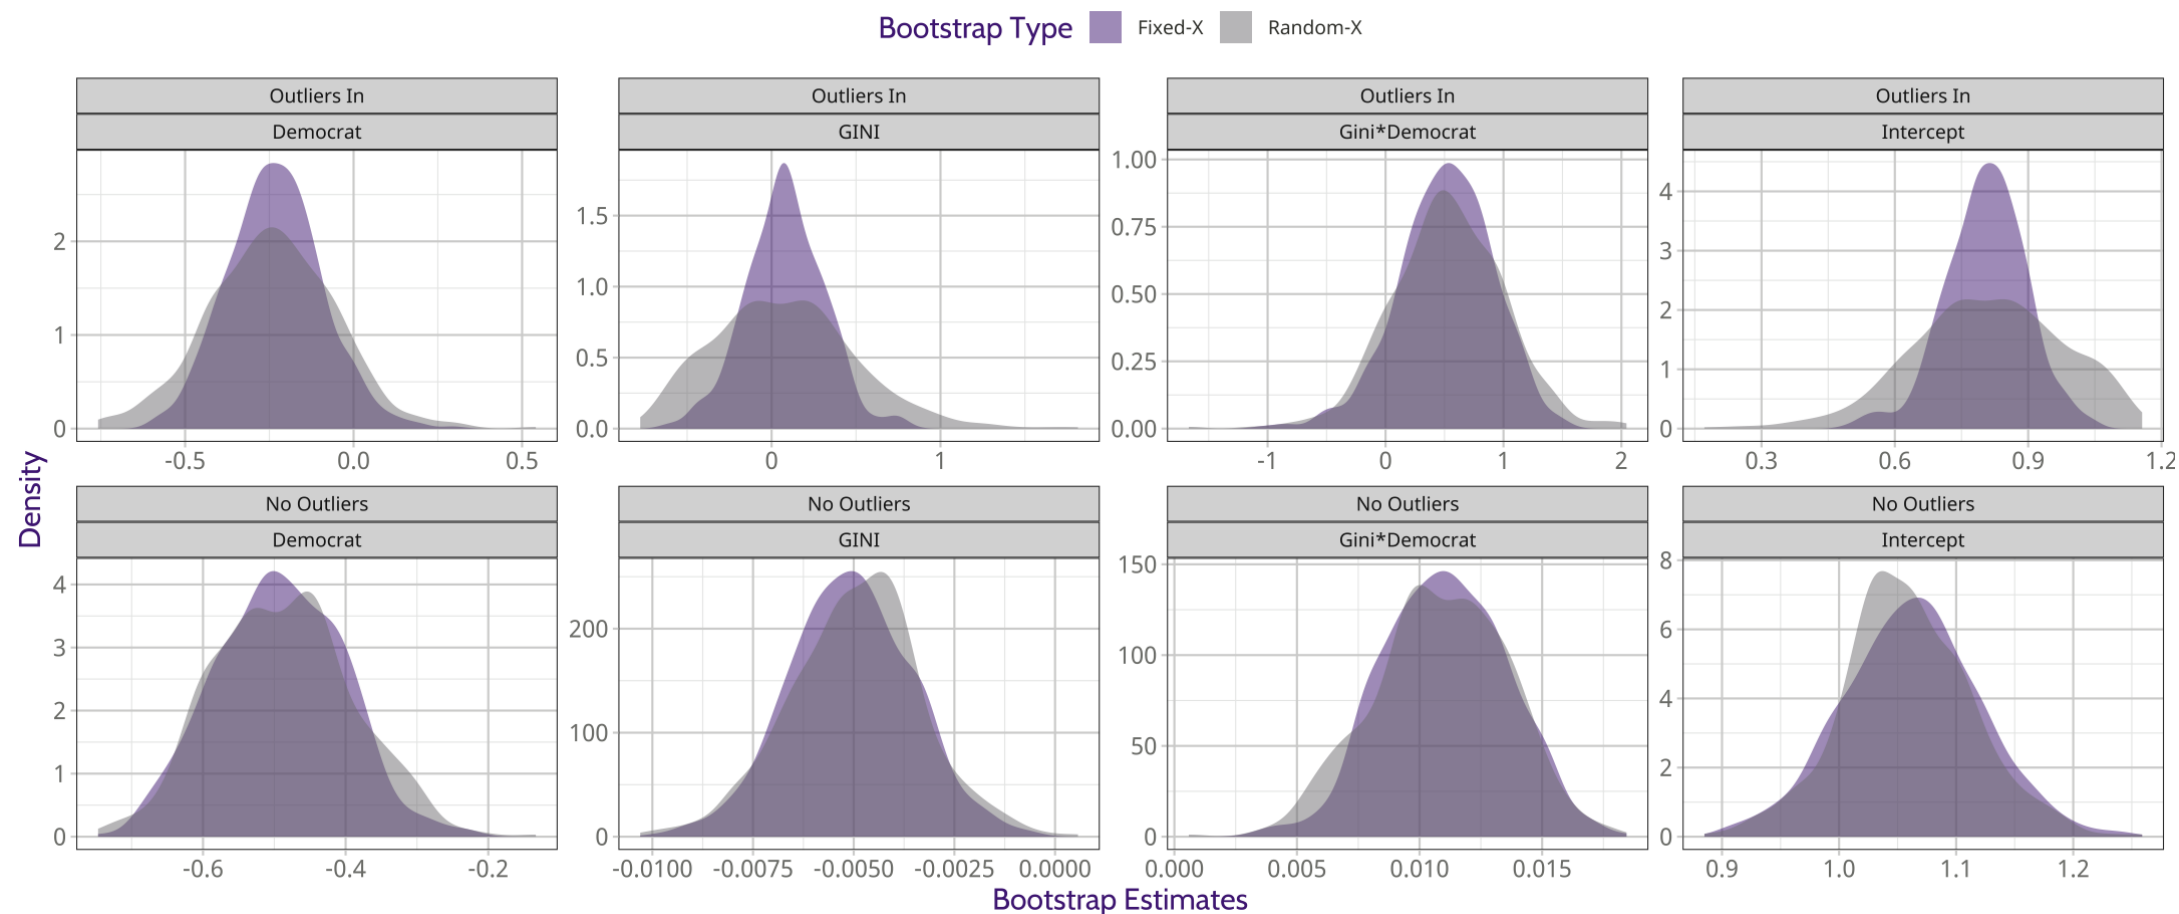 Bootstrap Type Fixed-X Random-X
Outliers In Outliers In Outliers In Outliers In
Democrat GINI Gini*Democrat Intercept
2
1
0
-0.5 0.0 0.5
1.5
1.0
0.5
0.0
0 1
1.00
0.75
0.50
0.25
0.00
-1 0 1 2
4
3
2
1
0
0.3 0.6 0.9 1.2
Density
No Outliers No Outliers No Outliers No Outliers
Democrat GINI Gini*Democrat Intercept
4
3
2
1
0
-0.6 -0.4 -0.2
200
100
0
-0.0100 -0.0075 -0.0050 -0.0025 0.0000
150
100
50
0
0.000 0.005 0.010 0.015
8
6
4
2
0
0.9 1.0 1.1 1.2
Bootstrap Estimates